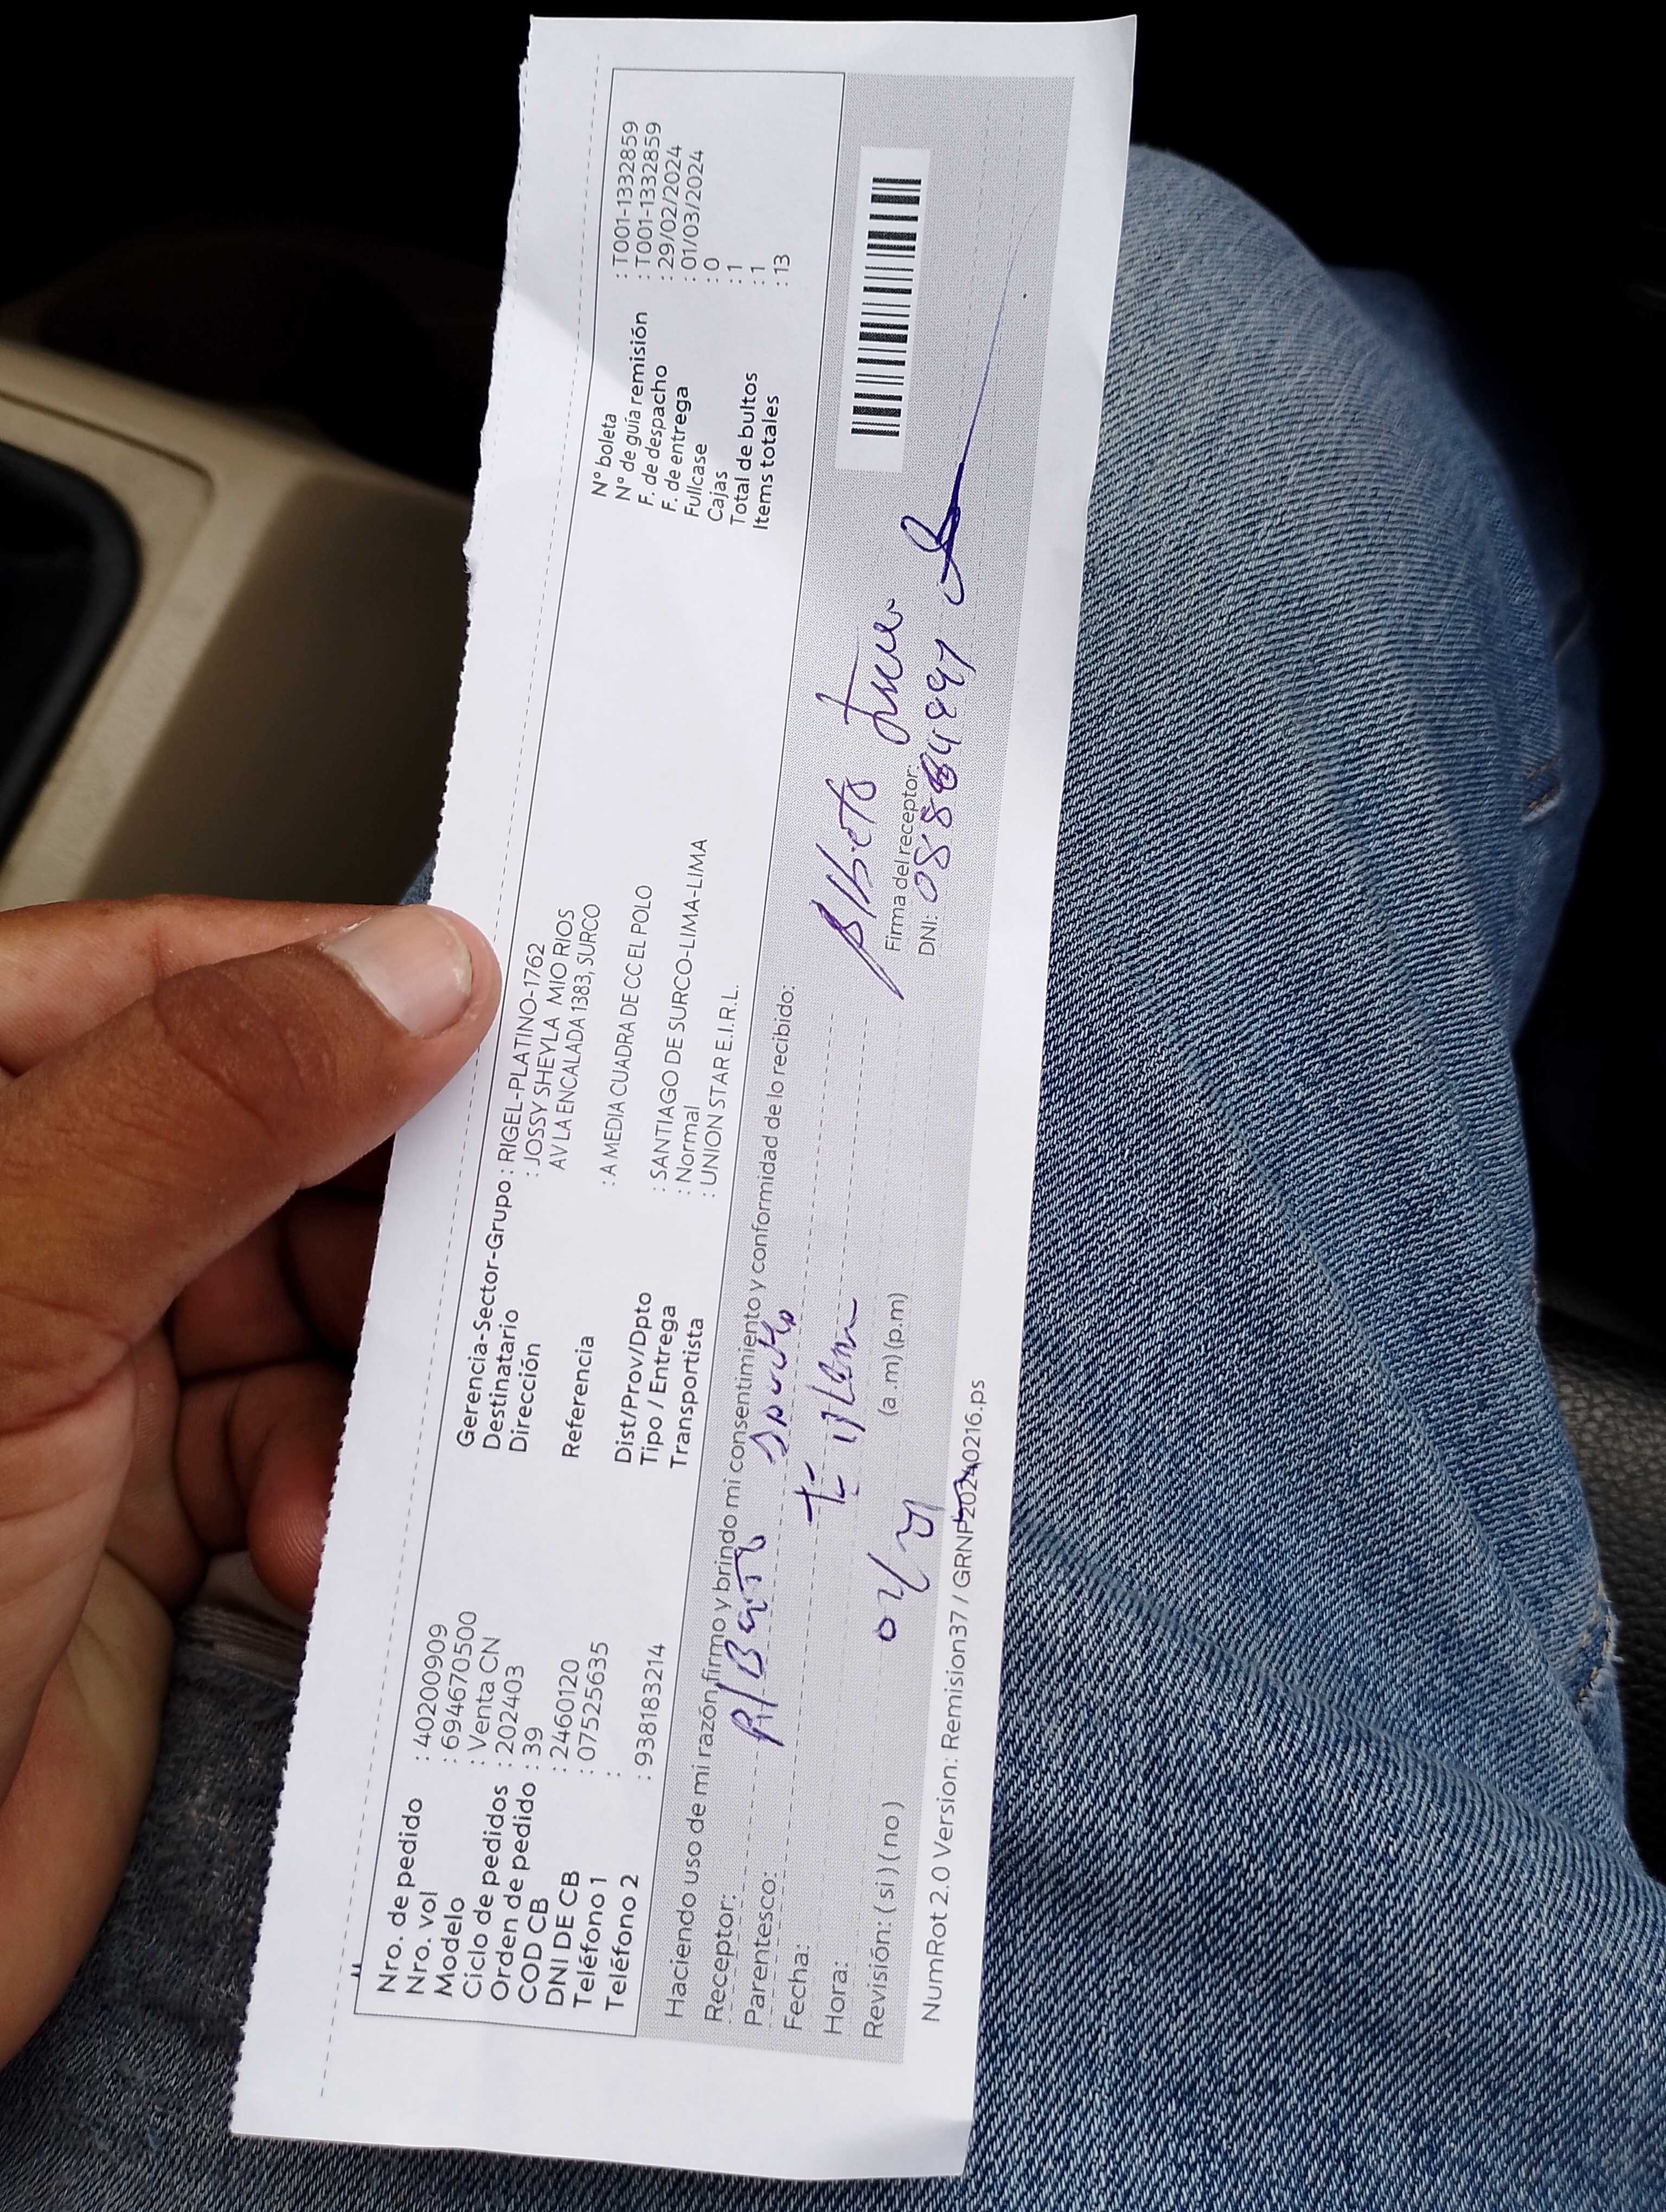 Nro. de pedido : 40200909
Nro. vol : 694670500
Modelo : Venta CN
Ciclo de pedidos : 202403
Orden de pedido : 39
COD CB : 2460120
DNI DE CB : 07525635
Teléfono 1 :
Teléfono 2 : 938183214
Gerencia-Sector-Grupo : RIGEL-PLATINO-1762
Destinatario : JOSSY SHEYLA MIO RIOS
Dirección AV LA ENCALADA 1383, SURCO
Referencia : A MEDIA CUADRA DE CC EL POLO
Dist/Prov/Dpto : SANTIAGO DE SURCO-LIMA-LIMA
Tipo / Entrega : Normal
Transportista : UNION STAR E.I.R.L.
N° boleta : T001-1332859
N° de guía remisión : T001-1332859
F. de despacho : 29/02/2024
F. de entrega : 01/03/2024
Fullcase : 0
Cajas : 1
Total de bultos : 1
Items totales : 13
Haciendo uso de mi razón, firmo y brindo mi consentimiento y conformidad de lo recibido:
Receptor:
Parentesco:
Fecha:
Hora: (a.m) (p.m)
Revisión: ( si ) ( no )
Alberto
Firma del receptor:
DNI:
NumRot 2.0 Version: Remision37 / GRNP20240216.ps